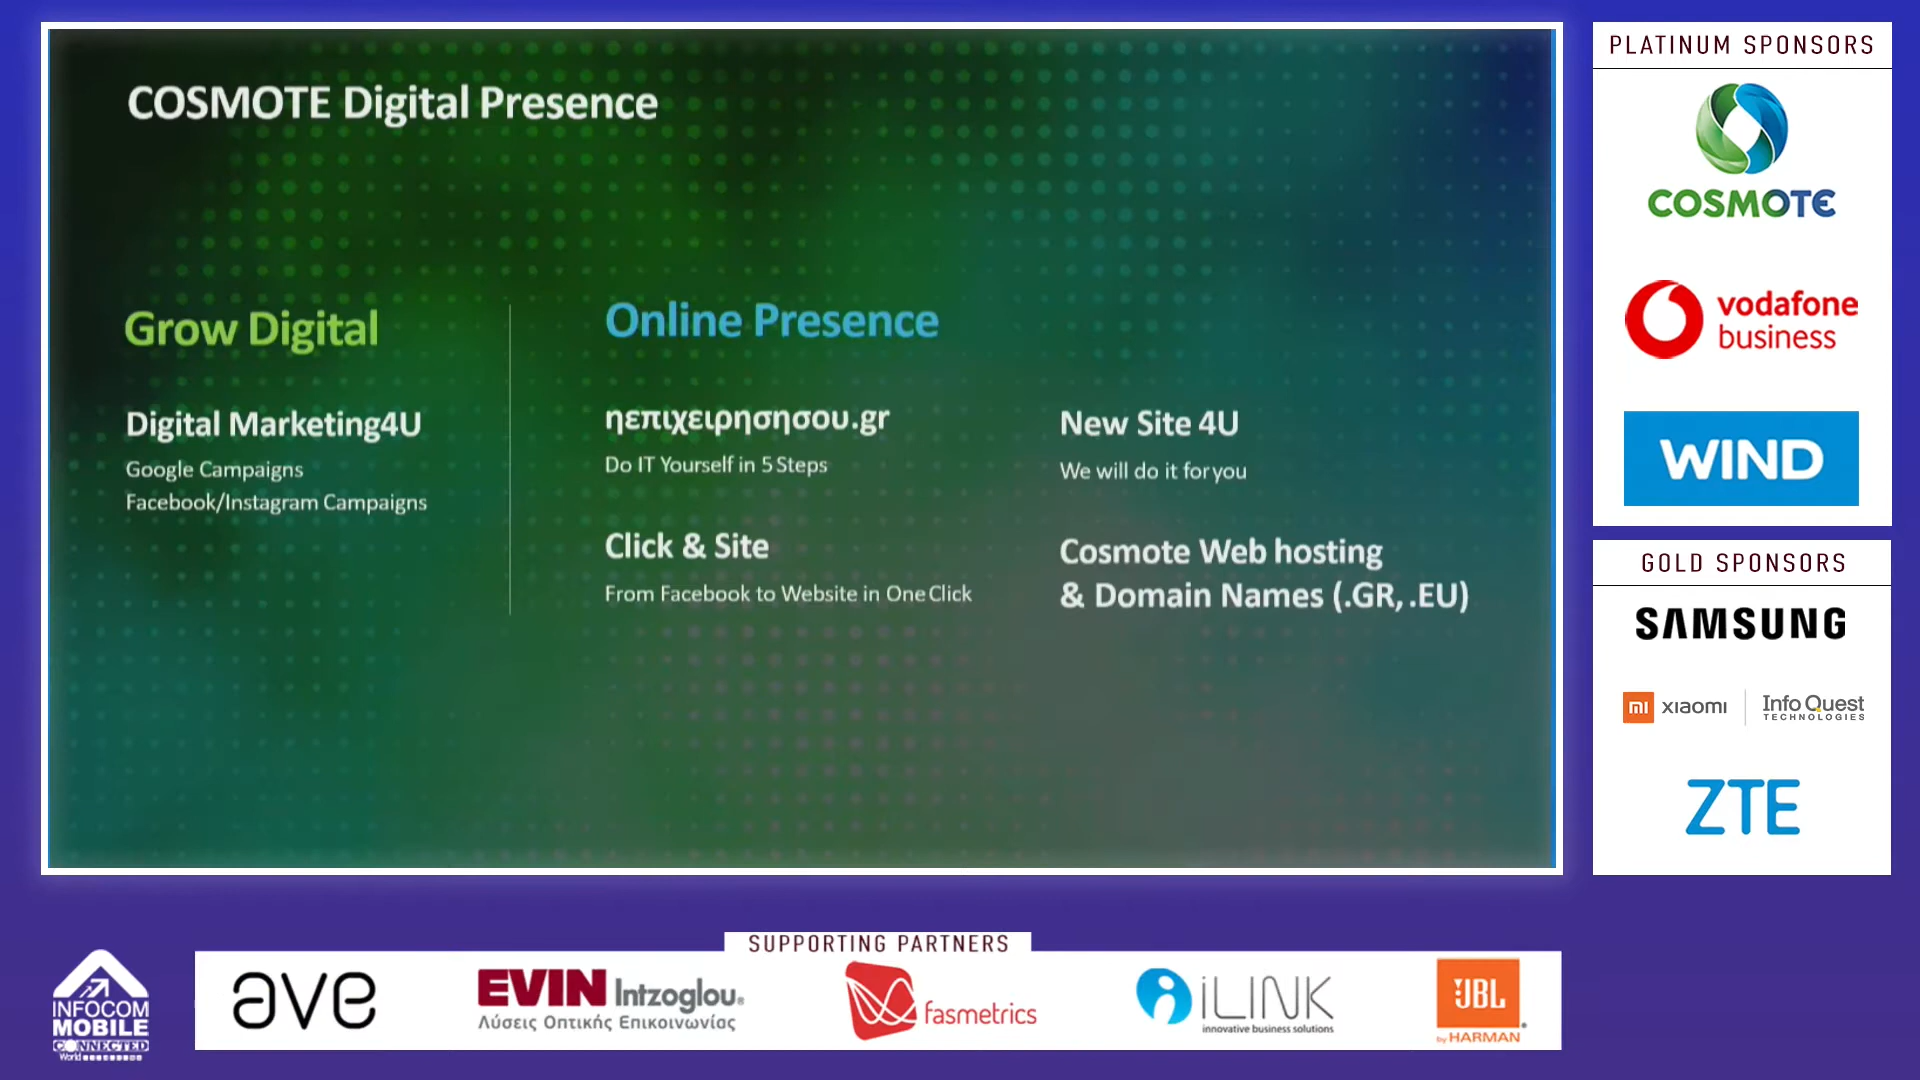 COSMOTE Digital Presence
Grow Digital
Digital Marketing4U
Google Campaigns
Facebook/Instagram Campaigns
Online Presence
ηεπιχειρησησου.gr
Do IT Yourself in 5 Steps
Click & Site
From Facebook to Website in One Click
New Site 4U
We will do it for you
Cosmote Web hosting
& Domain Names (.GR, .EU)
PLATINUM SPONSORS
COSMOTE
vodafone
business
WIND
GOLD SPONSORS
SAMSUNG
mi xiaomi
Info Quest
TECHNOLOGIES
ZTE
SUPPORTING PARTNERS
INFOCOM
MOBILE
CONNECTED
World
ave
EVIN Intzoglou
Λύσεις Οπτικής Επικοινωνίας
fasmetrics
iLINK
innovative business solutions
JBL
by HARMAN